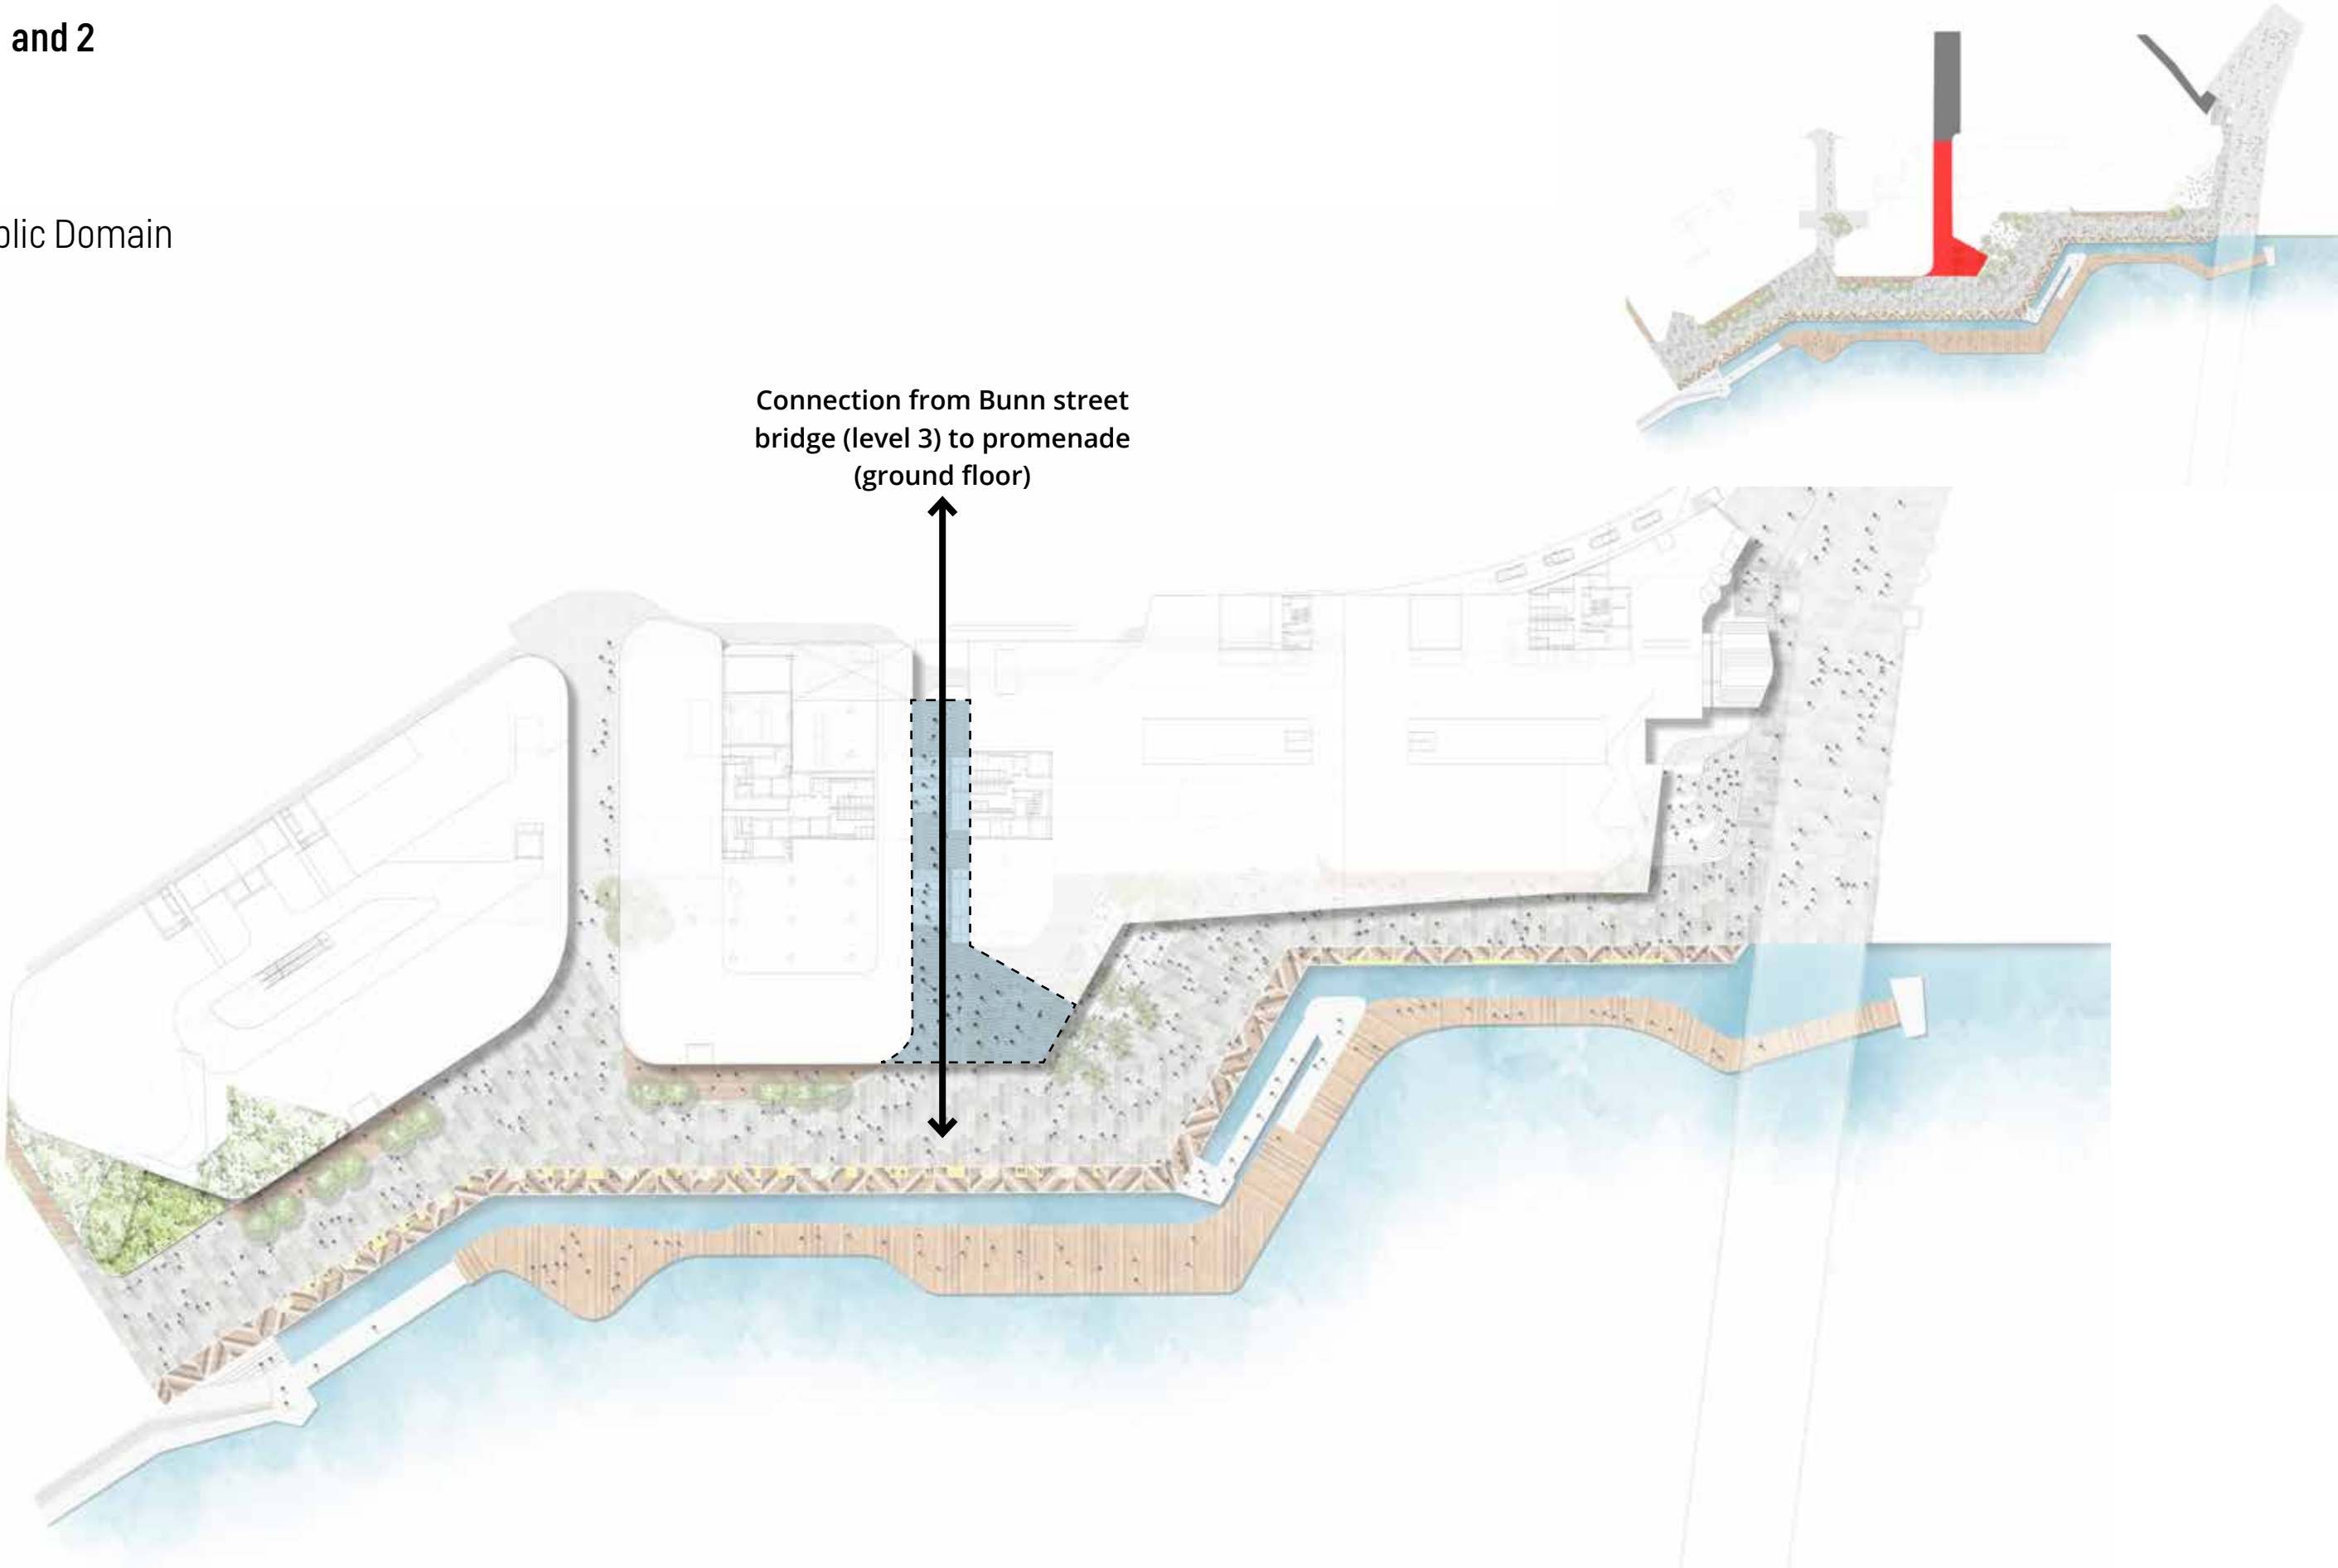 and 2
blic Domain
Connection from Bunn street
bridge (level 3) to promenade
(ground floor)